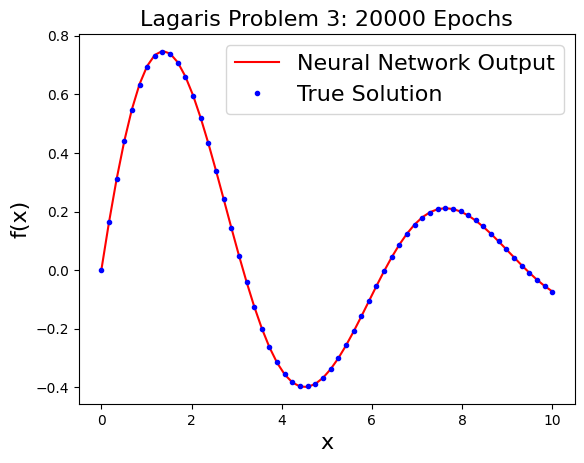 Lagaris Problem 3: 20000 Epochs
Neural Network Output
True Solution
f(x)
0.8
0.6
0.4
0.2
0.0
−0.2
−0.4
0 2 4 6 8 10
x